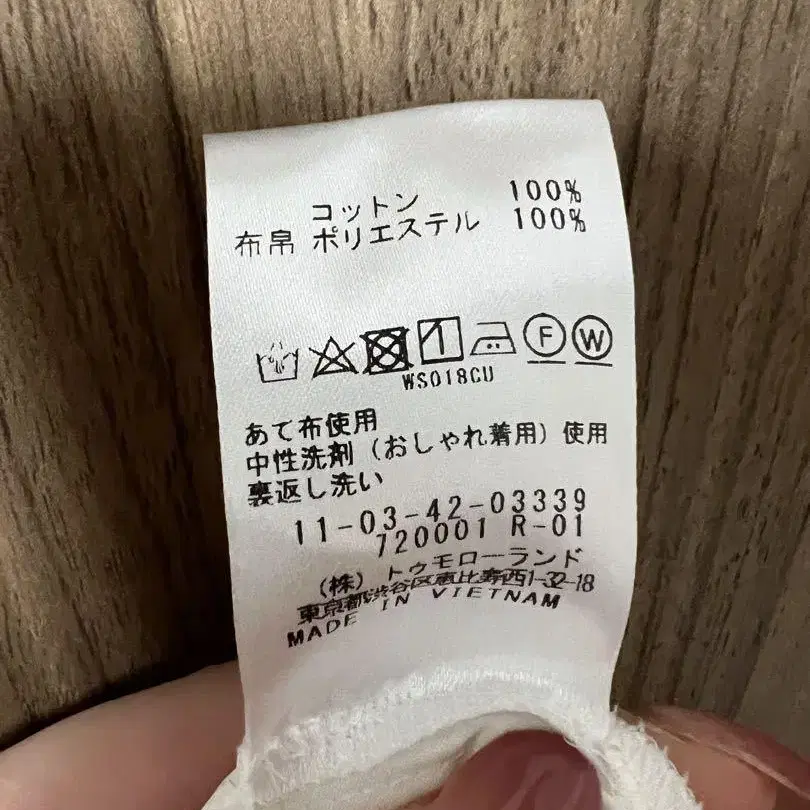 コットン 100%
布帛 ポリエステル 100%
F W
WS018CU
あて布使用
中性洗剤（おしゃれ着用）使用
裏返し洗い
11-03-42-03339
720001 R-01
（株）トゥモローランド
東京都渋谷区恵比寿西1-32-18
MADE IN VIETNAM